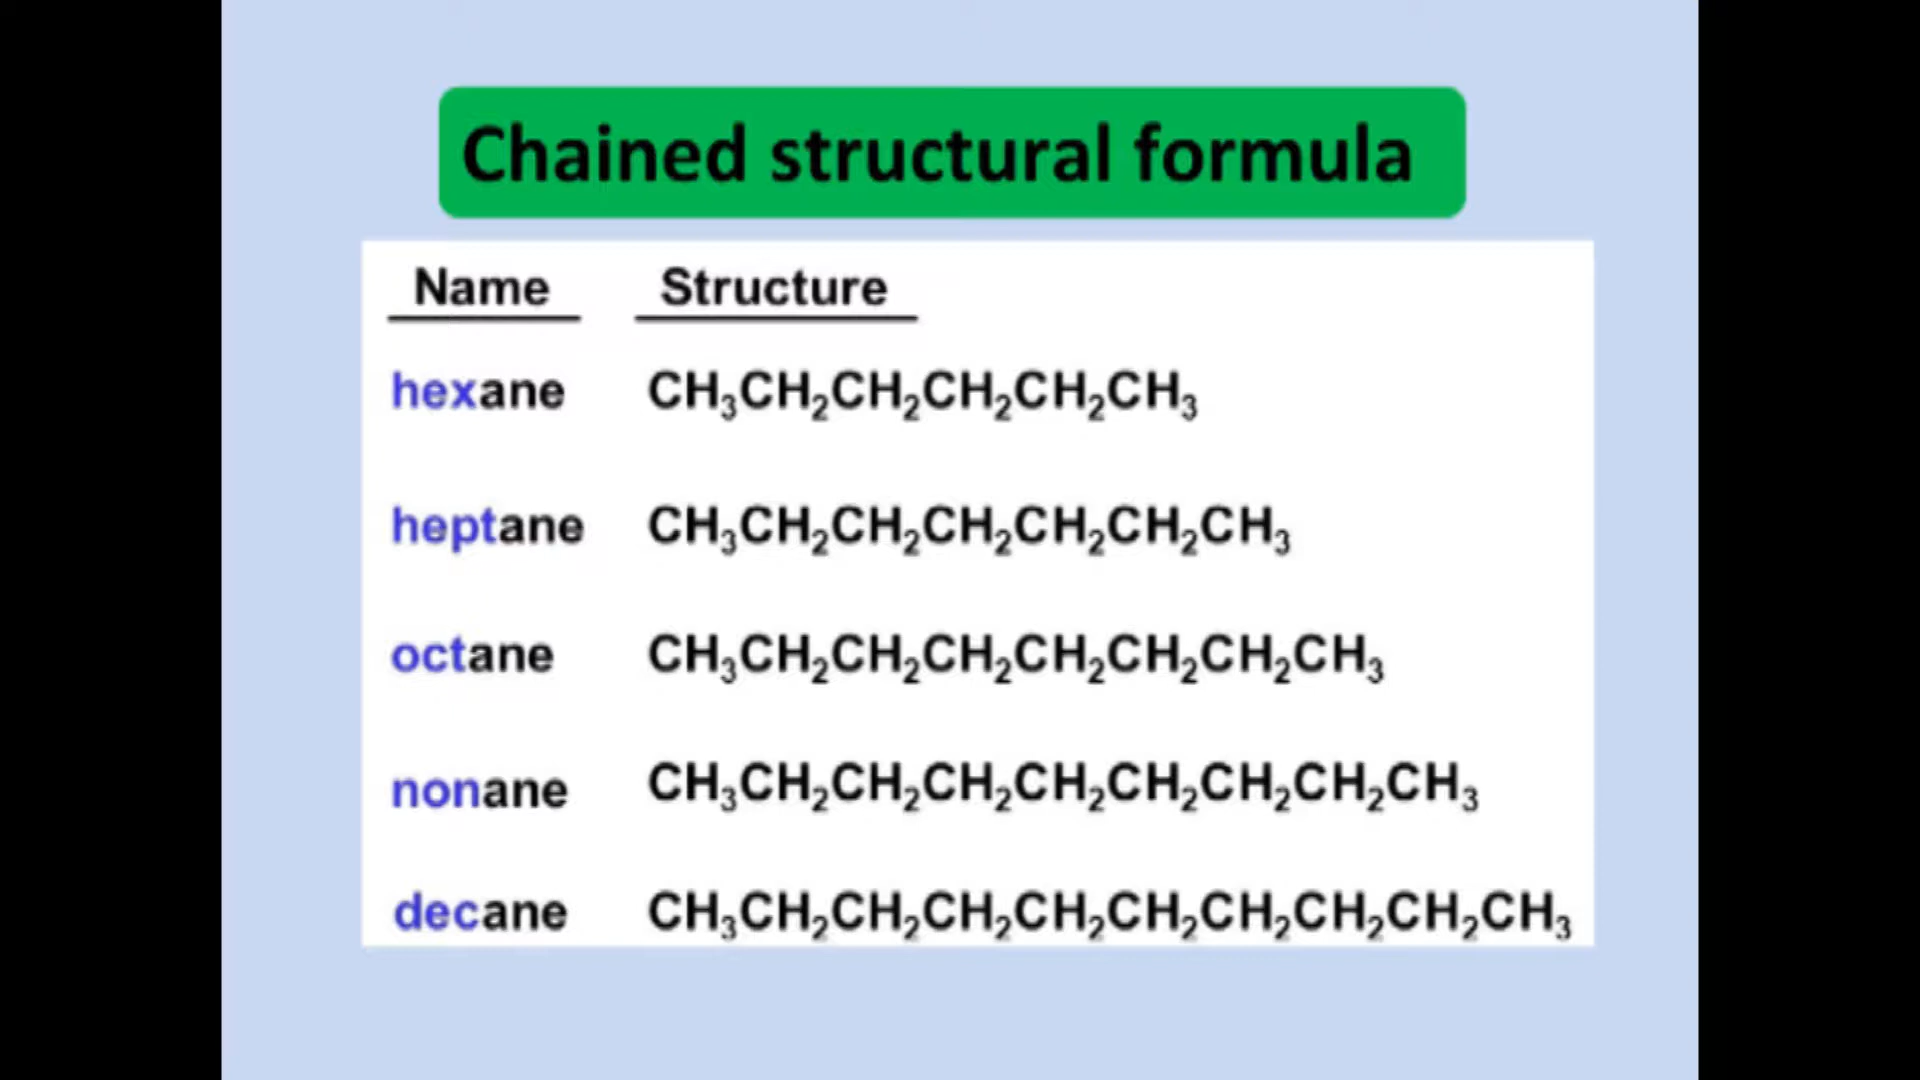 Chained structural formula
Name Structure
hexane CH₃CH₂CH₂CH₂CH₂CH₃
heptane CH₃CH₂CH₂CH₂CH₂CH₂CH₃
octane CH₃CH₂CH₂CH₂CH₂CH₂CH₂CH₃
nonane CH₃CH₂CH₂CH₂CH₂CH₂CH₂CH₂CH₃
decane CH₃CH₂CH₂CH₂CH₂CH₂CH₂CH₂CH₂CH₃